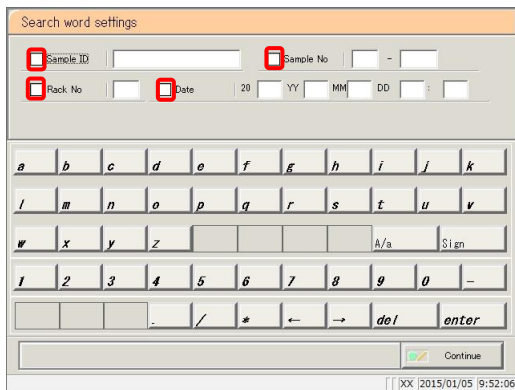 Search word settings
Sample ID Sample No -
Rack No Date 20 YY MM DD :
a b c d e f g h i j k
l m n o p q r s t u v
w x y z A/a Sign
1 2 3 4 5 6 7 8 9 0 -
. / * ← → del enter
Continue
XX 2015/01/05 9:52:06